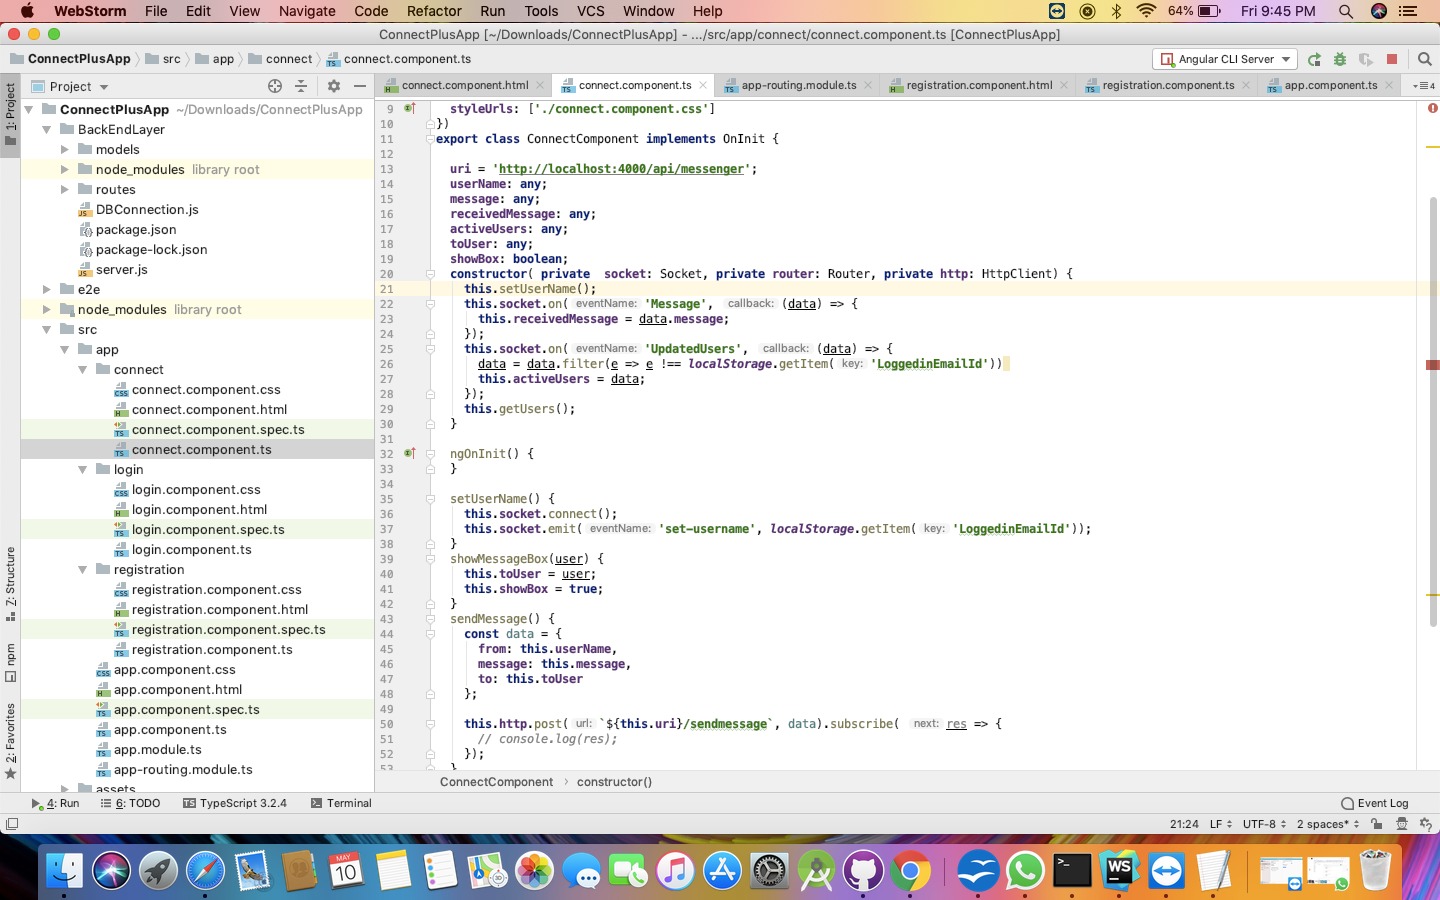 WebStorm File Edit View Navigate Code Refactor Run Tools VCS Window Help 64% Fri 9:45 PM
ConnectPlusApp [~/Downloads/ConnectPlusApp] - .../src/app/connect/connect.component.ts [ConnectPlusApp]
ConnectPlusApp src app connect connect.component.ts Angular CLI Server
Project connect.component.html connect.component.ts app-routing.module.ts registration.component.html registration.component.ts app.component.ts 4
1: Project
Z: Structure
npm
2: Favorites
ConnectPlusApp ~/Downloads/ConnectPlusApp
BackEndLayer
models
node_modules library root
routes
DBConnection.js
package.json
package-lock.json
server.js
e2e
node_modules library root
src
app
connect
connect.component.css
connect.component.html
connect.component.spec.ts
connect.component.ts
login
login.component.css
login.component.html
login.component.spec.ts
login.component.ts
registration
registration.component.css
registration.component.html
registration.component.spec.ts
registration.component.ts
app.component.css
app.component.html
app.component.spec.ts
app.component.ts
app.module.ts
app-routing.module.ts
assets
9 styleUrls: ['./connect.component.css']
10 })
11 export class ConnectComponent implements OnInit {
12
13 uri = 'http://localhost:4000/api/messenger';
14 userName: any;
15 message: any;
16 receivedMessage: any;
17 activeUsers: any;
18 toUser: any;
19 showBox: boolean;
20 constructor( private  socket: Socket, private router: Router, private http: HttpClient) {
21 this.setUserName();
22 this.socket.on( eventName: 'Message', callback: (data) => {
23 this.receivedMessage = data.message;
24 });
25 this.socket.on( eventName: 'UpdatedUsers', callback: (data) => {
26 data = data.filter(e => e !== localStorage.getItem( key: 'LoggedinEmailId'))
27 this.activeUsers = data;
28 });
29 this.getUsers();
30 }
31
32 ngOnInit() {
33 }
34
35 setUserName() {
36 this.socket.connect();
37 this.socket.emit( eventName: 'set-username', localStorage.getItem( key: 'LoggedinEmailId'));
38 }
39 showMessageBox(user) {
40 this.toUser = user;
41 this.showBox = true;
42 }
43 sendMessage() {
44 const data = {
45 from: this.userName,
46 message: this.message,
47 to: this.toUser
48 };
49
50 this.http.post( url: `${this.uri}/sendmessage`, data).subscribe( next: res => {
51 // console.log(res);
52 });
53 }
ConnectComponent › constructor()
4: Run 6: TODO TypeScript 3.2.4 Terminal Event Log
21:24 LF UTF-8 2 spaces*
MAY
10
WS